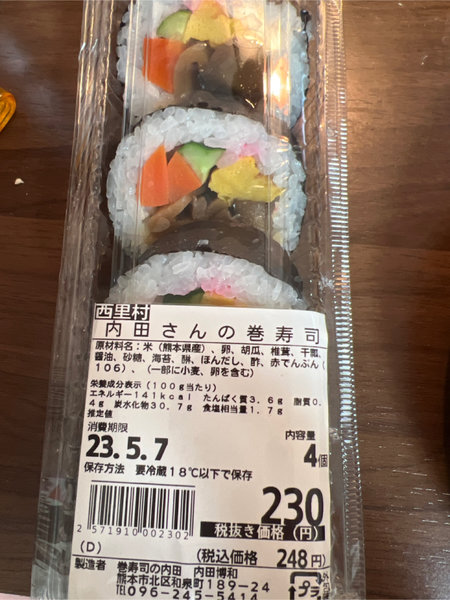 西里村
内田さんの巻寿司
原材料名：米（熊本県産）、卵、胡瓜、椎茸、干瓢、
醤油、砂糖、海苔、麩、ほんだし、酢、赤でんぶん（
106）、（一部に小麦、卵を含む）
栄養成分表示（100g当たり）
エネルギー141kcal たんぱく質3.6g 脂質0.
4g 炭水化物30.7g 食塩相当量1.7g
推定値
消費期限 内容量
23.5.7 4個
保存方法 要冷蔵18℃以下で保存
230
税抜き価格（円）
2 571910 002302
(D) （税込価格 248円）
製造者 巻寿司の内田 内田博和
熊本市北区和泉町189-24
TEL096-245-5414
プラ